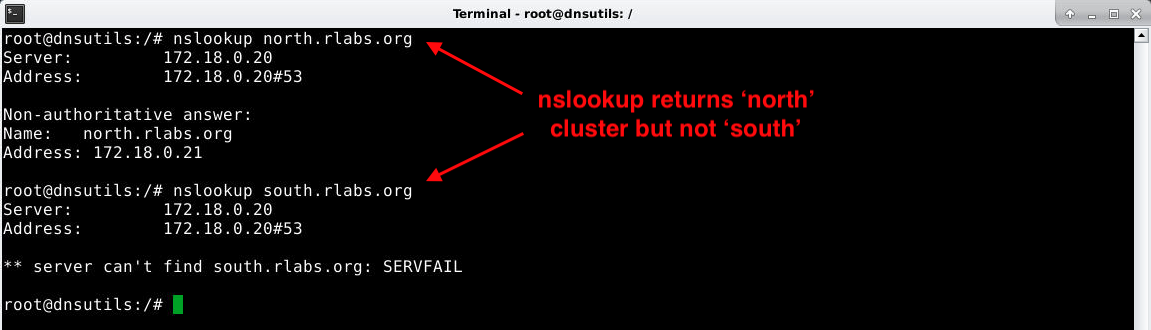 Terminal - root@dnsutils: /
root@dnsutils:/# nslookup north.rlabs.org
Server:         172.18.0.20
Address:        172.18.0.20#53
Non-authoritative answer:
Name:   north.rlabs.org
Address: 172.18.0.21
nslookup returns ‘north’
cluster but not ‘south’
root@dnsutils:/# nslookup south.rlabs.org
Server:         172.18.0.20
Address:        172.18.0.20#53
** server can't find south.rlabs.org: SERVFAIL
root@dnsutils:/#